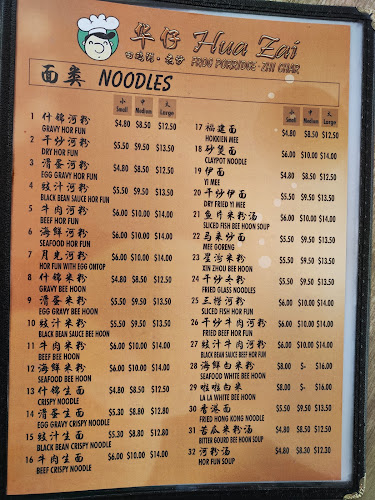 华仔 Hua Zai
田鸡粥·煮炒 FROG PORRIDGE·ZHI CHAR
面类 NOODLES
小 中 大
Small Medium Large
1 什锦河粉 $4.80 $8.50 $12.50
GRAVY HOR FUN
2 干炒河粉 $5.50 $9.50 $13.50
DRY HOR FUN
3 滑蛋河粉 $4.80 $8.50 $12.50
EGG GRAVY HOR FUN
4 豉汁河粉 $5.50 $9.50 $13.50
BLACK BEAN SAUCE HOR FUN
5 牛肉河粉 $6.00 $10.00 $14.00
BEEF HOR FUN
6 海鲜河粉 $6.00 $10.00 $14.00
SEAFOOD HOR FUN
7 月光河粉 $6.00 $10.00 $14.00
HOR FUN WITH EGG ONTOP
8 什锦米粉 $4.80 $8.50 $12.50
GRAVY BEE HOON
9 滑蛋米粉 $5.50 $9.50 $13.50
EGG GRAVY BEE HOON
10 豉汁米粉 $5.50 $9.50 $13.50
BLACK BEAN SAUCE BEE HOON
11 牛肉米粉 $6.00 $10.00 $14.00
BEEF BEE HOON
12 海鲜米粉 $6.00 $10.00 $14.00
SEAFOOD BEE HOON
13 什锦生面 $4.80 $8.50 $12.50
CRISPY NOODLE
14 滑蛋生面 $5.30 $8.80 $12.80
EGG GRAVY CRISPY NOODLE
15 豉汁生面 $5.30 $8.80 $12.80
BLACK BEAN CRISPY NOODLE
16 牛肉生面 $6.00 $10.00 $14.00
BEEF CRISPY NOODLE
小 中 大
Small Medium Large
17 福建面 $4.80 $8.50 $12.50
HOKKIEN MEE
18 砂煲面 $6.00 $10.00 $14.00
CLAYPOT NOODLE
19 伊面 $5.50 $9.50 $13.50
YI MEE
20 干炒伊面 $5.50 $9.50 $13.50
DRY FRIED YI MEE
21 鱼片米粉汤 $6.00 $10.00 $14.00
SLICED FISH BEE HOON SOUP
22 马来炒面 $5.50 $9.50 $13.50
MEE GORENG
23 星洲米粉 $5.50 $9.50 $13.50
XIN ZHOU BEE HOON
24 干炒冬粉 $5.50 $9.50 $13.50
FRIED GLASS NOODLES
25 三楼河粉 $6.00 $10.00 $14.00
SLICED FISH HOR FUN
26 干炒牛肉河粉 $6.00 $10.00 $14.00
FRIED BEEF HOR FUN
27 豉汁牛肉河粉 $6.00 $10.00 $14.00
BLACK BEAN SAUCE BEEF HOR FUN
28 海鲜白米粉 $8.00 $- $16.00
SEAFOOD WHITE BEE HOON
29 啦啦白米 $8.00 $- $16.00
LA LA WHITE BEE HOON
30 香港面 $5.50 $9.50 $13.50
FRIED HONG KONG NOODLE
31 苦瓜米粉汤 $4.80 $8.50 $12.50
BITTER GOURD BEE HOON SOUP
32 河粉汤 $4.80 $8.30 $12.30
HOR FUN SOUP